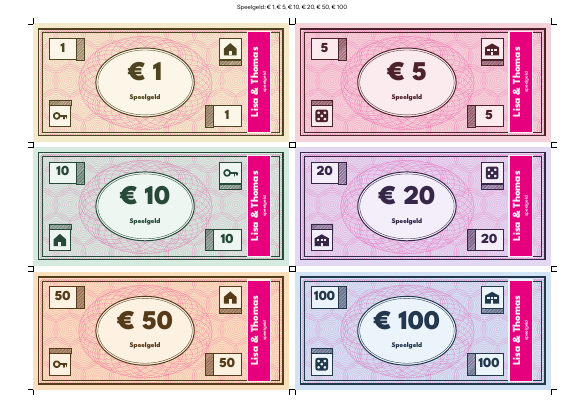 Speelgeld: € 1, € 5, € 10, € 20, € 50, € 100
1
€ 1
Speelgeld
1
Lisa & Thomas
speelgeld
5
€ 5
Speelgeld
5
Lisa & Thomas
speelgeld
10
€ 10
Speelgeld
10
Lisa & Thomas
speelgeld
20
€ 20
Speelgeld
20
Lisa & Thomas
speelgeld
50
€ 50
Speelgeld
50
Lisa & Thomas
speelgeld
100
€ 100
Speelgeld
100
Lisa & Thomas
speelgeld